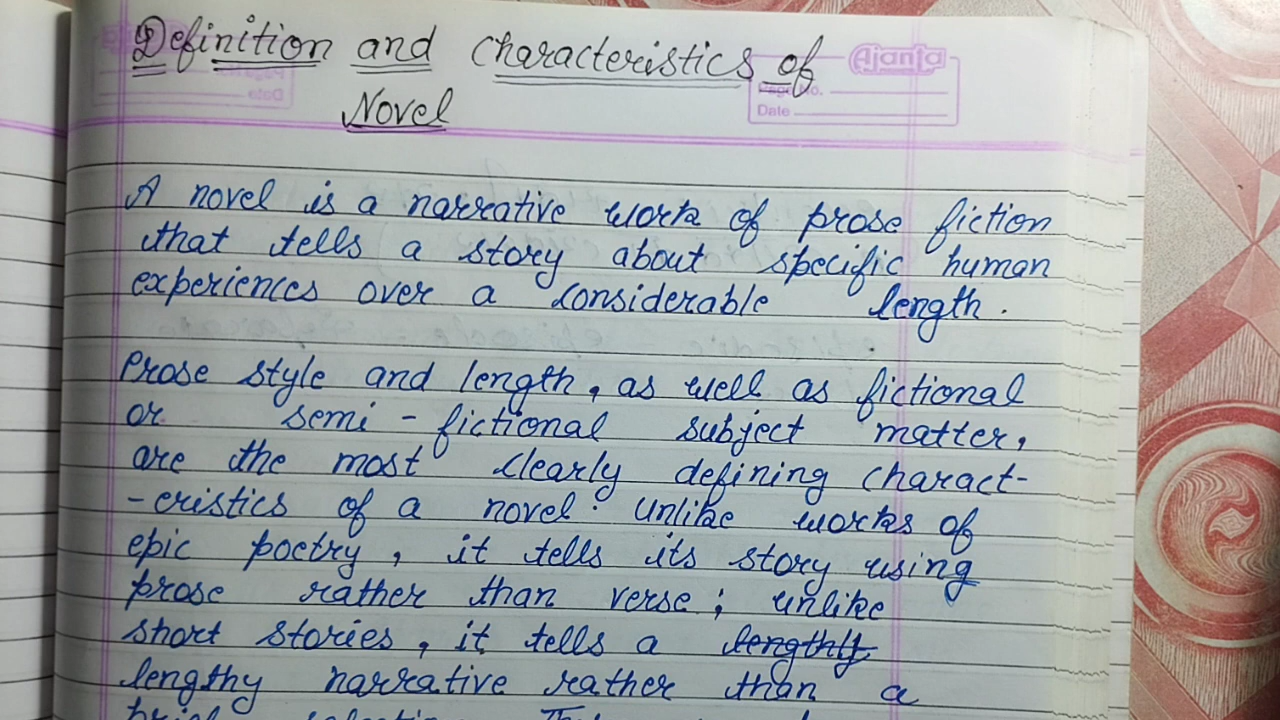 Definition and Characteristics of
Novel
Ajanta
Page No.
Date
A novel is a narrative work of prose fiction
that tells a story about specific human
experiences over a considerable length.
Prose style and length, as well as fictional
or semi-fictional subject matter,
are the most clearly defining charact-
-eristics of a novel. Unlike works of
epic poetry, it tells its story using
prose rather than verse; unlike
short stories, it tells a lengthly
lengthy narrative rather than a